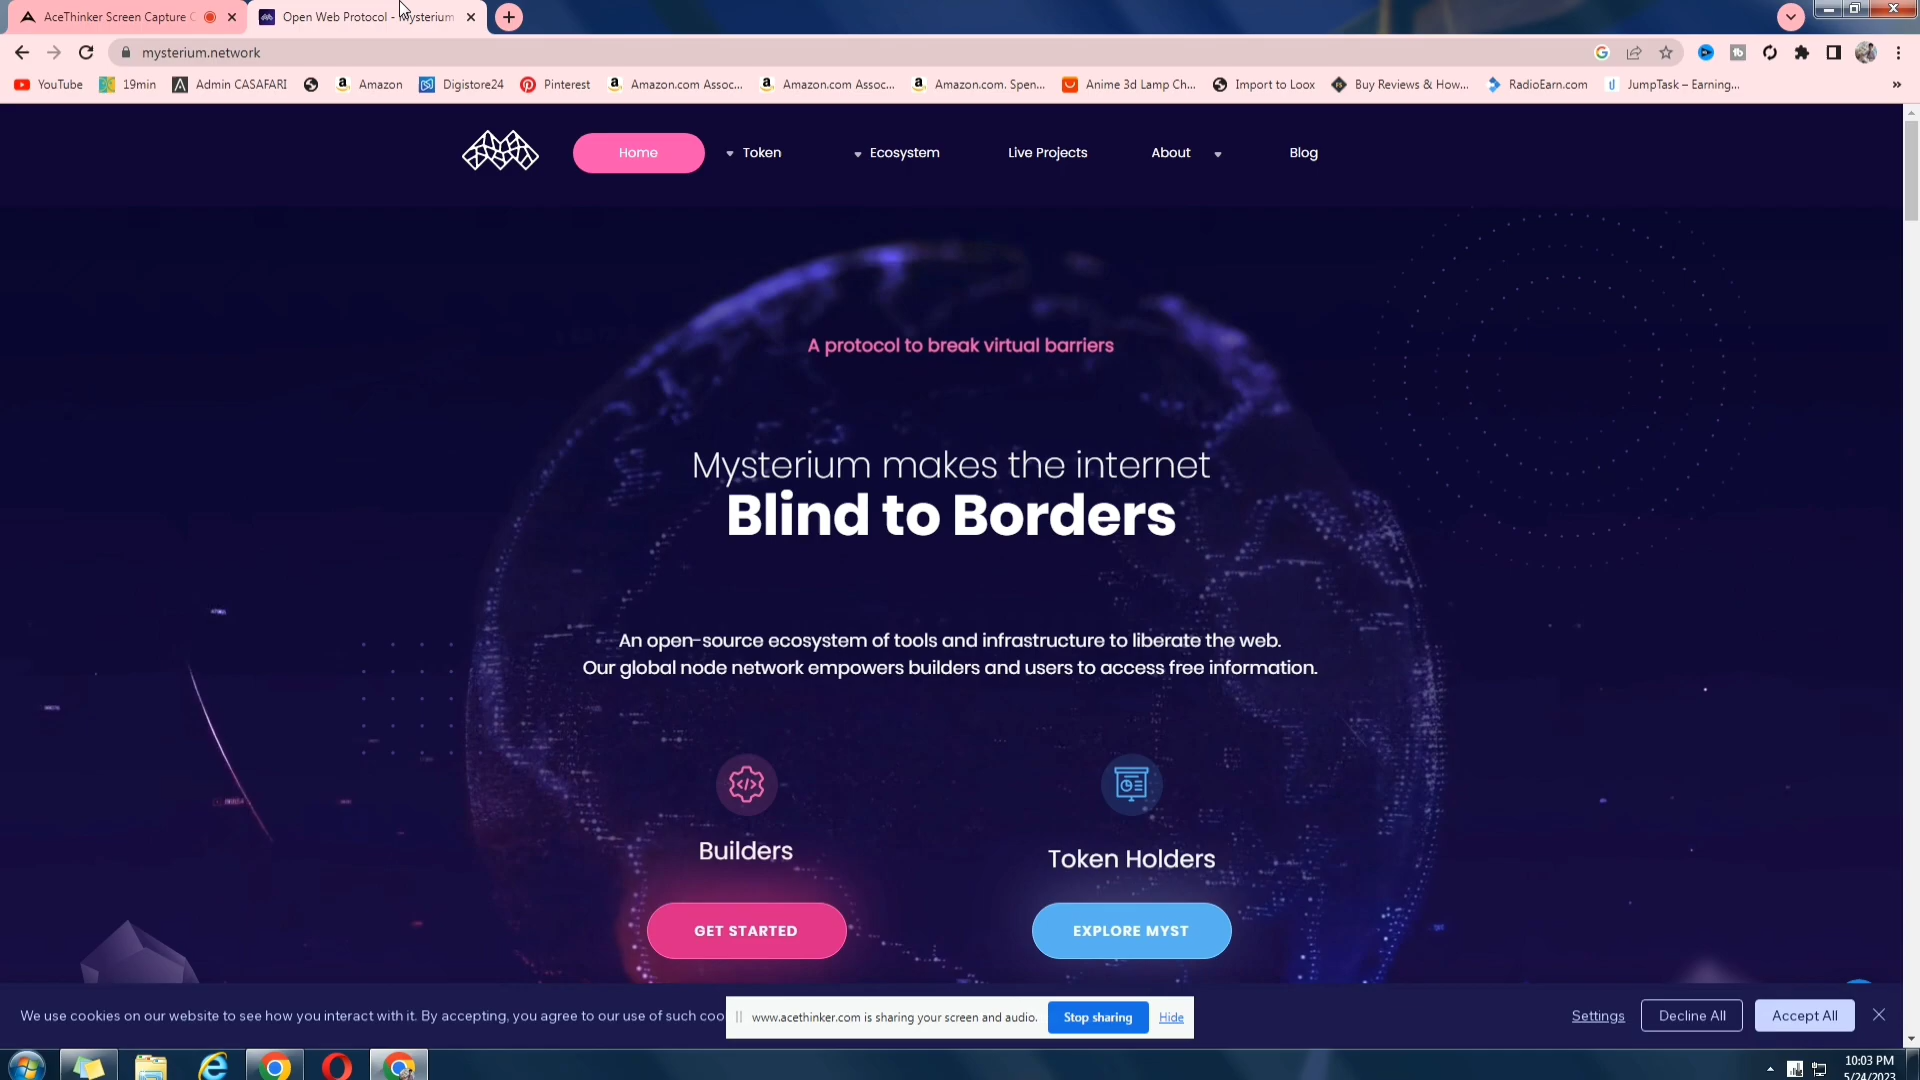 AceThinker Screen Capture
Open Web Protocol - Mysterium
mysterium.network
YouTube
19min
Admin CASAFARI
Amazon
Digistore24
Pinterest
Amazon.com Assoc...
Amazon.com Assoc...
Amazon.com. Spen...
Anime 3d Lamp Ch...
Import to Loox
Buy Reviews & How...
RadioEarn.com
JumpTask – Earning...
Home
Token
Ecosystem
Live Projects
About
Blog
A protocol to break virtual barriers
Mysterium makes the internet
Blind to Borders
An open-source ecosystem of tools and infrastructure to liberate the web.
Our global node network empowers builders and users to access free information.
Builders
Token Holders
GET STARTED
EXPLORE MYST
We use cookies on our website to see how you interact with it. By accepting, you agree to our use of such coo
www.acethinker.com is sharing your screen and audio.
Stop sharing
Hide
Settings
Decline All
Accept All
10:03 PM
5/24/2023